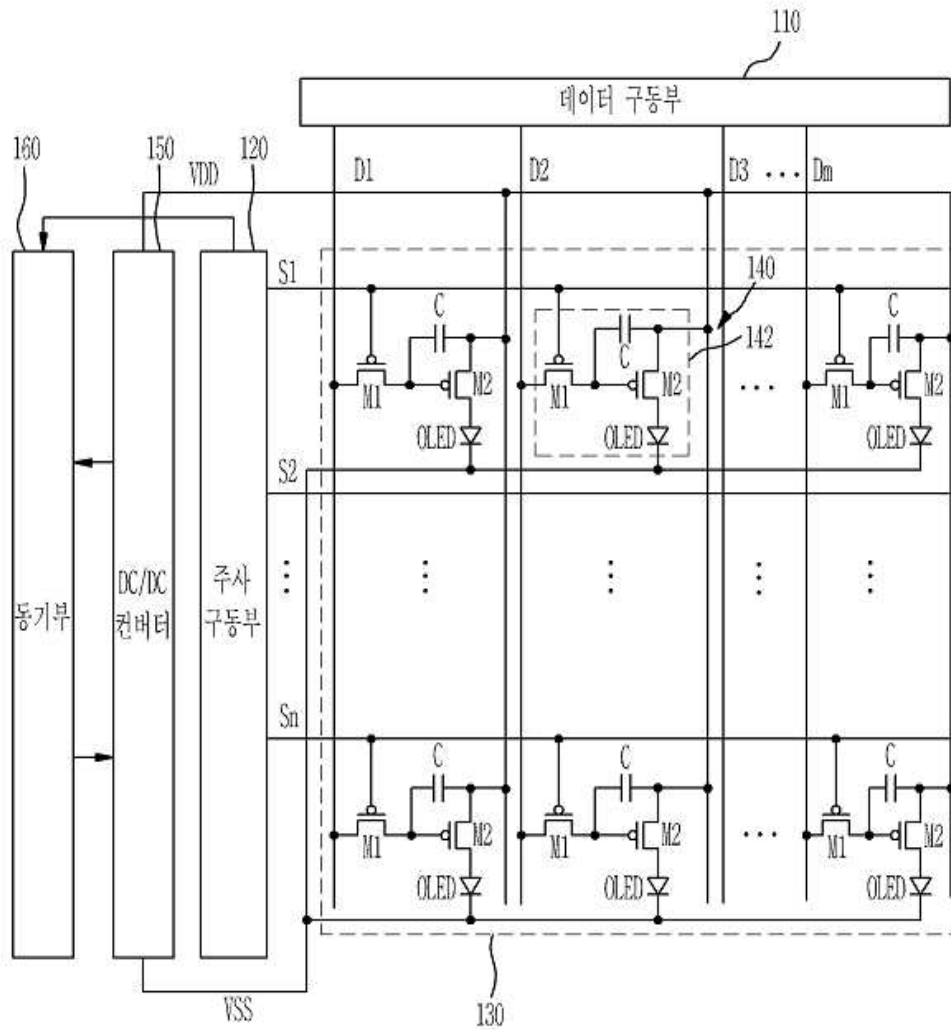 110
데이터 구동부
160
150
120
VDD
D1
D2
D3
···
Dm
S1
140
142
C
C
C
M1
M2
M1
M2
···
M1
M2
OLED
OLED
OLED
S2
동기부
DC/DC
컨버터
주사
구동부
Sn
C
C
C
M1
M2
M1
M2
···
M1
M2
OLED
OLED
OLED
VSS
130